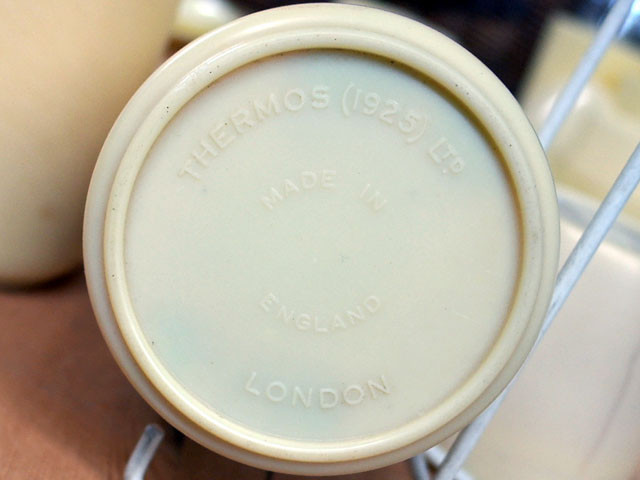 THERMOS (1925) LTD
MADE IN
ENGLAND
LONDON